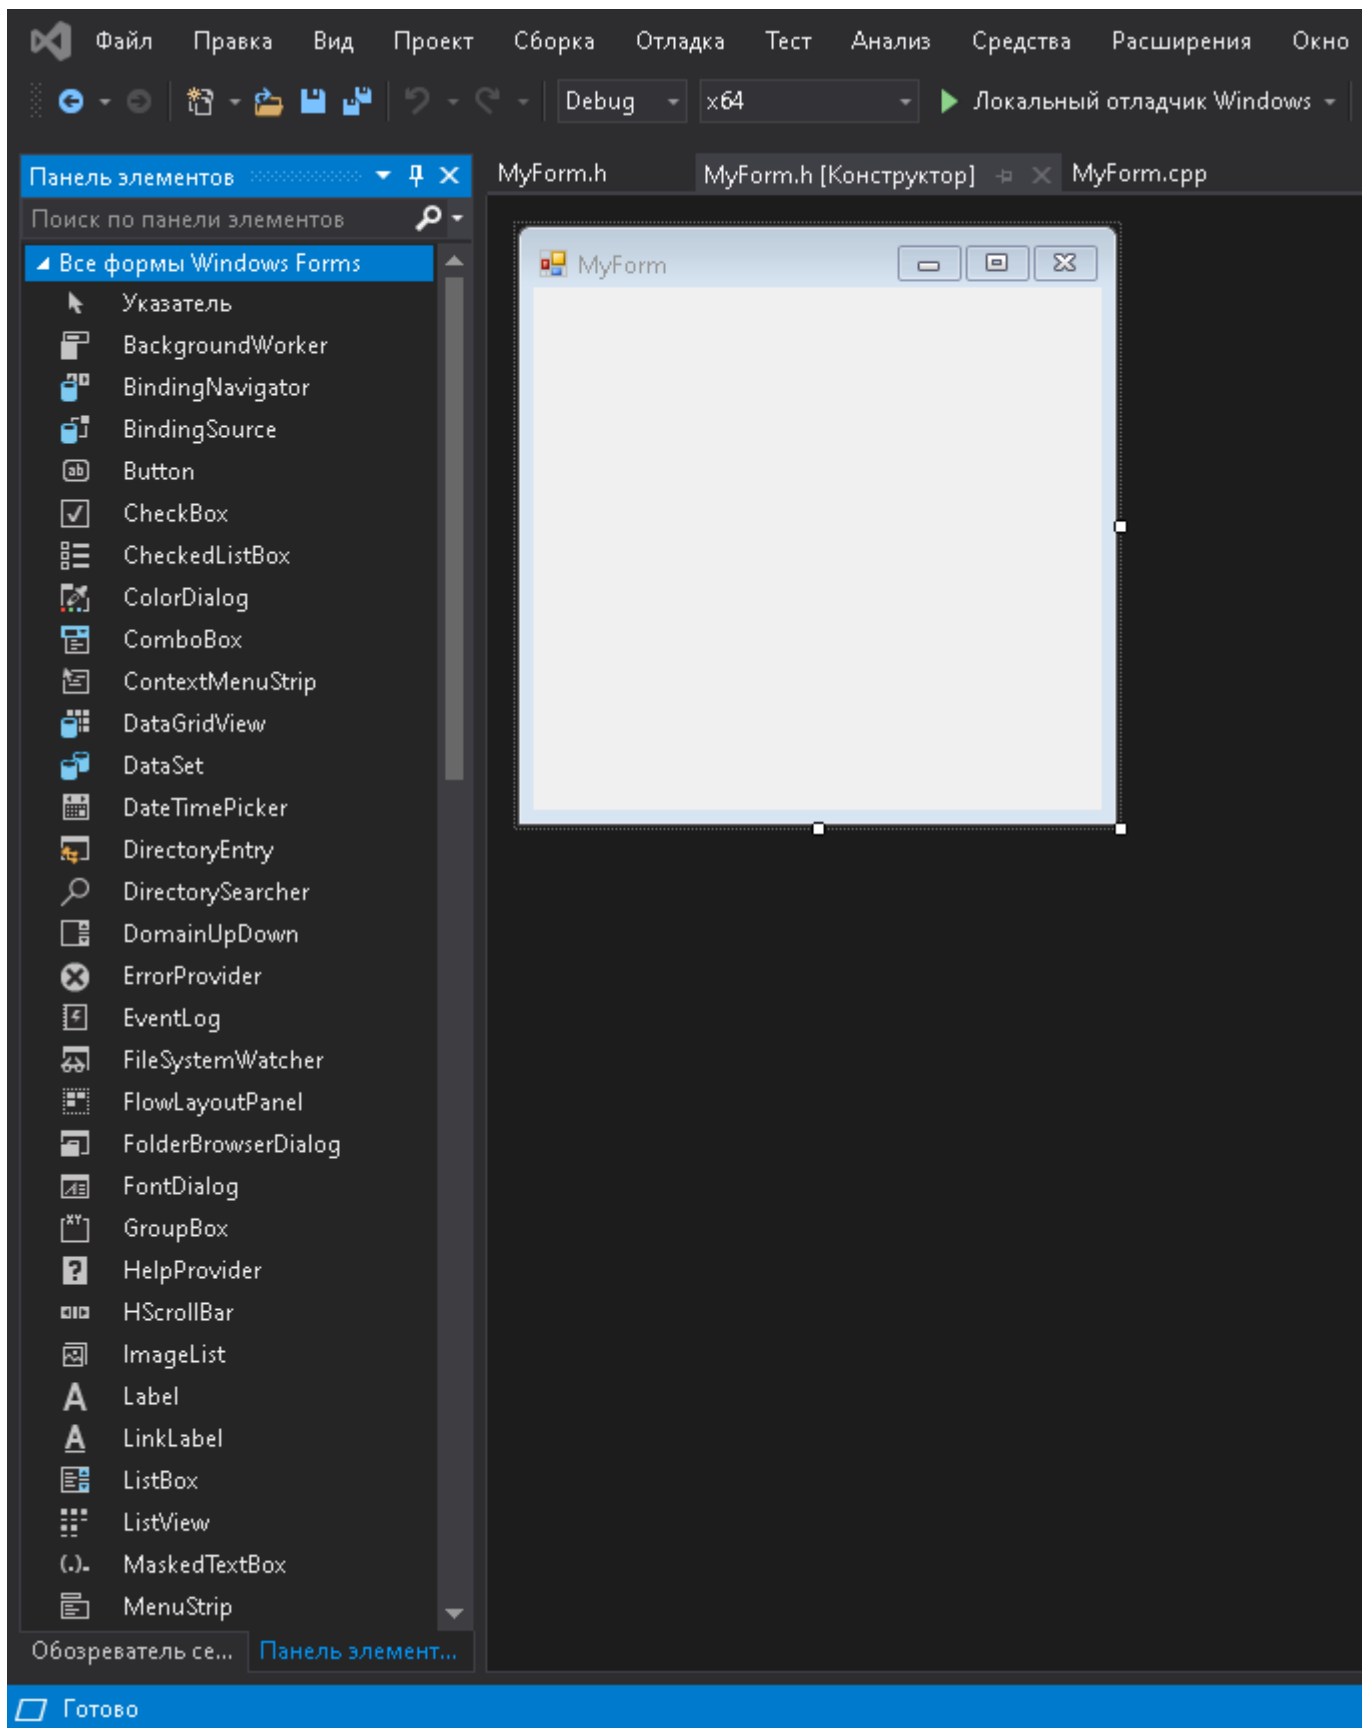 Файл Правка Вид Проект Сборка Отладка Тест Анализ Средства Расширения Окно
Debug x64 Локальный отладчик Windows
Панель элементов
MyForm.h MyForm.h [Конструктор] MyForm.cpp
Поиск по панели элементов
Все формы Windows Forms
MyForm
Указатель
BackgroundWorker
BindingNavigator
BindingSource
Button
CheckBox
CheckedListBox
ColorDialog
ComboBox
ContextMenuStrip
DataGridView
DataSet
DateTimePicker
DirectoryEntry
DirectorySearcher
DomainUpDown
ErrorProvider
EventLog
FileSystemWatcher
FlowLayoutPanel
FolderBrowserDialog
FontDialog
GroupBox
HelpProvider
HScrollBar
ImageList
Label
LinkLabel
ListBox
ListView
MaskedTextBox
MenuStrip
Обозреватель се... Панель элемент...
Готово